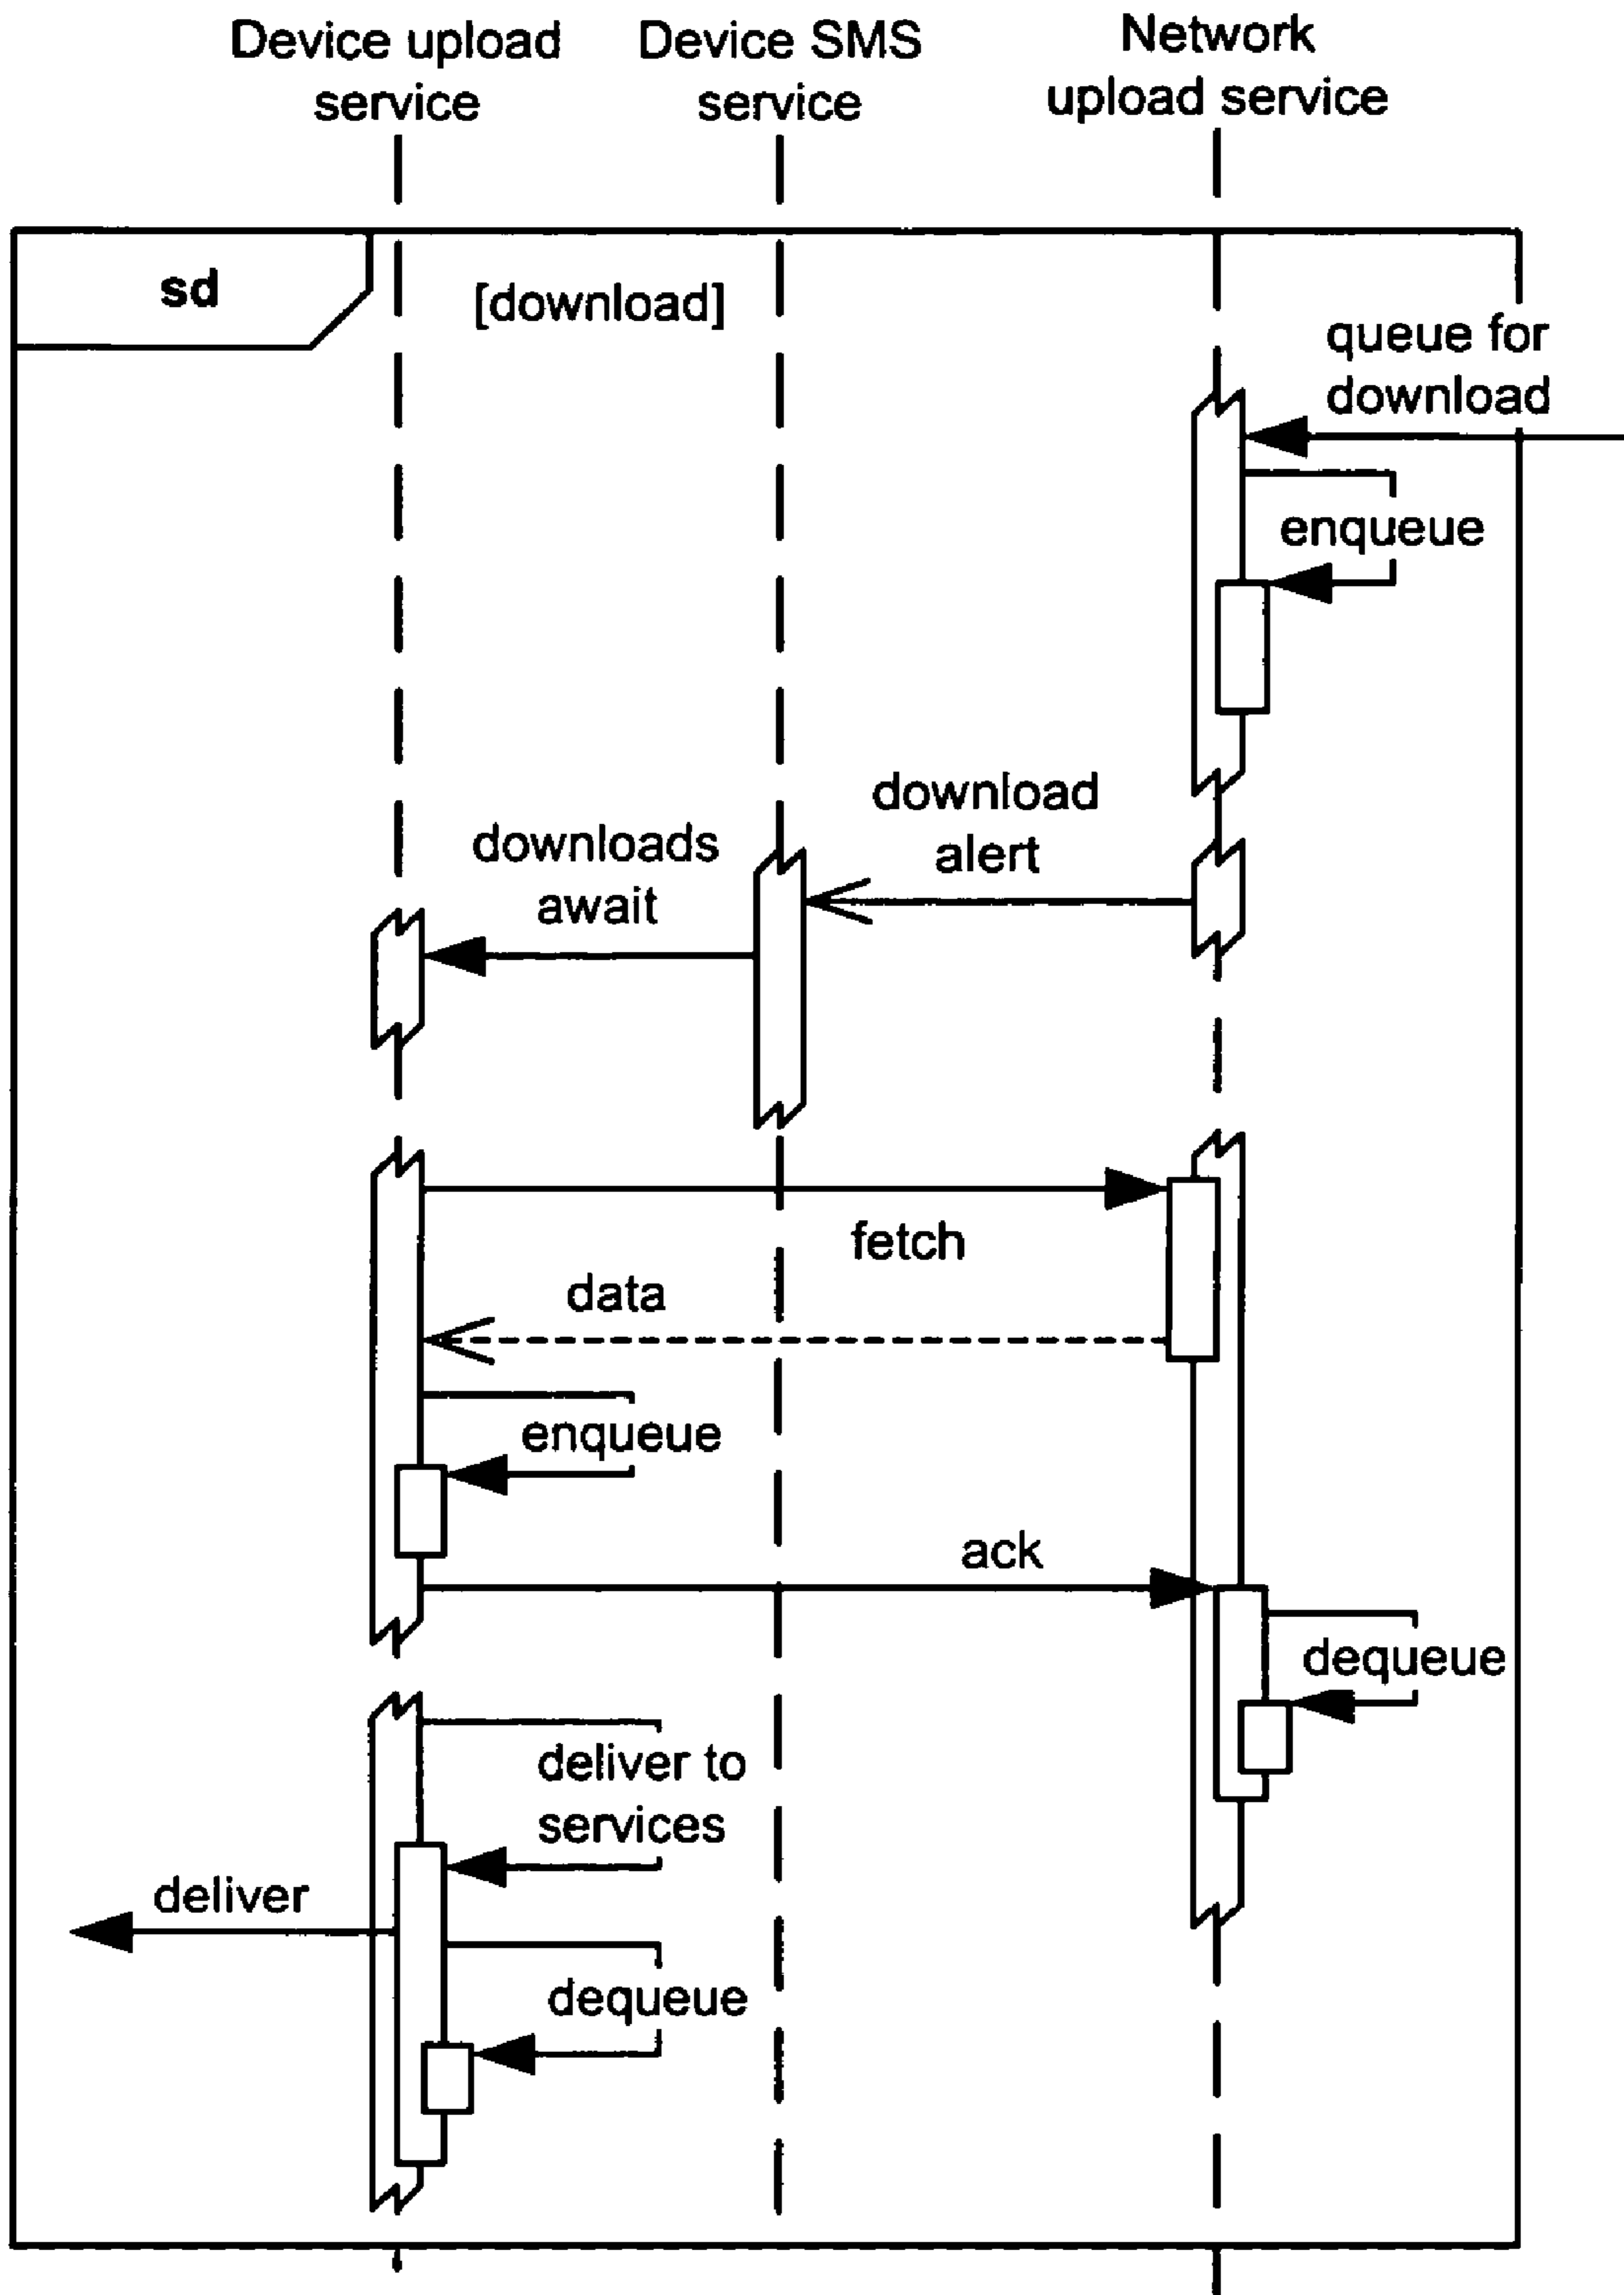 Device upload
service
Device SMS
service
Network
upload service
sd
[download]
queue for
download
enqueue
download
alert
downloads
await
fetch
data
enqueue
ack
dequeue
deliver to
services
deliver
dequeue